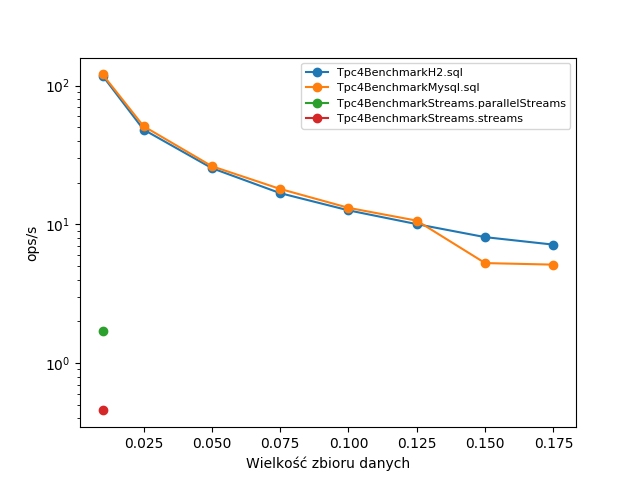 Tpc4BenchmarkH2.sql
Tpc4BenchmarkMysql.sql
Tpc4BenchmarkStreams.parallelStreams
Tpc4BenchmarkStreams.streams
10²
10¹
10⁰
ops/s
0.025 0.050 0.075 0.100 0.125 0.150 0.175
Wielkość zbioru danych